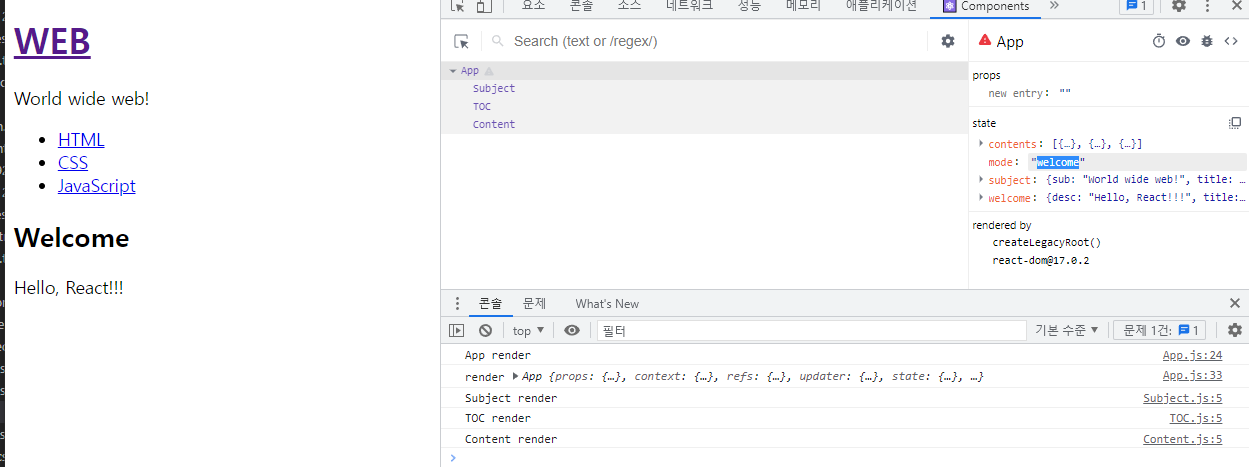 WEB
World wide web!
HTML
CSS
JavaScript
Welcome
Hello, React!!!
요소 콘솔 소스 네트워크 성능 메모리 애플리케이션 Components » 1
Search (text or /regex/)
App
Subject
TOC
Content
App
props
new entry: ""
state
contents: [{…}, {…}, {…}]
mode: "welcome"
subject: {sub: "World wide web!", title: …
welcome: {desc: "Hello, React!!!", title:…
rendered by
createLegacyRoot()
react-dom@17.0.2
콘솔 문제 What's New
top ▼ 필터 기본 수준 ▼ 문제 1건: 1
App render App.js:24
render App {props: {…}, context: {…}, refs: {…}, updater: {…}, state: {…}, …} App.js:33
Subject render Subject.js:5
TOC render TOC.js:5
Content render Content.js:5